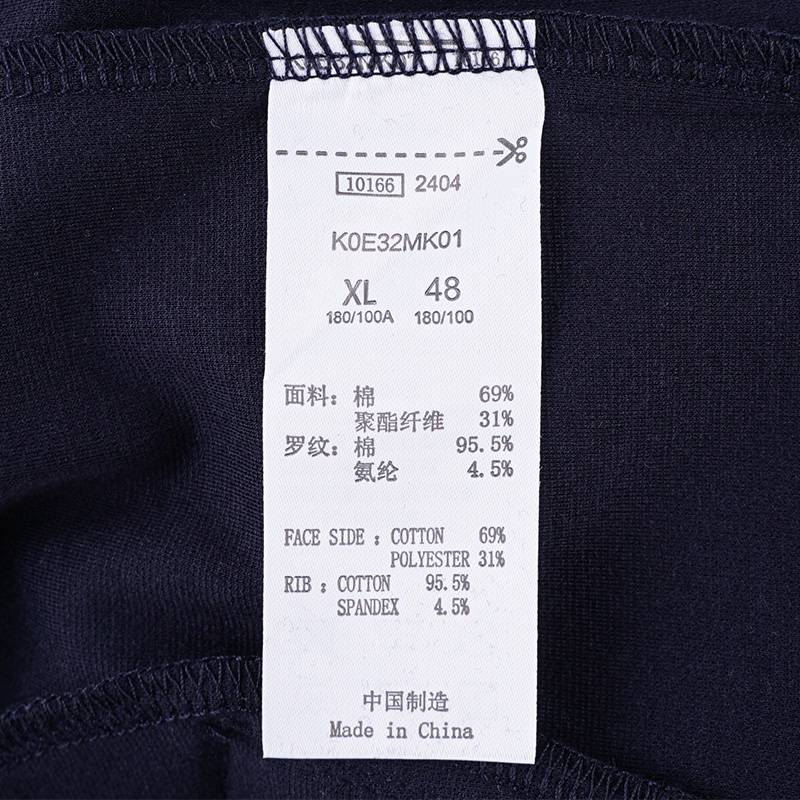 10166 2404
K0E32MK01
XL 48
180/100A 180/100
面料: 棉 69%
聚酯纤维 31%
罗纹: 棉 95.5%
氨纶 4.5%
FACE SIDE : COTTON 69%
POLYESTER 31%
RIB : COTTON 95.5%
SPANDEX 4.5%
中国制造
Made in China